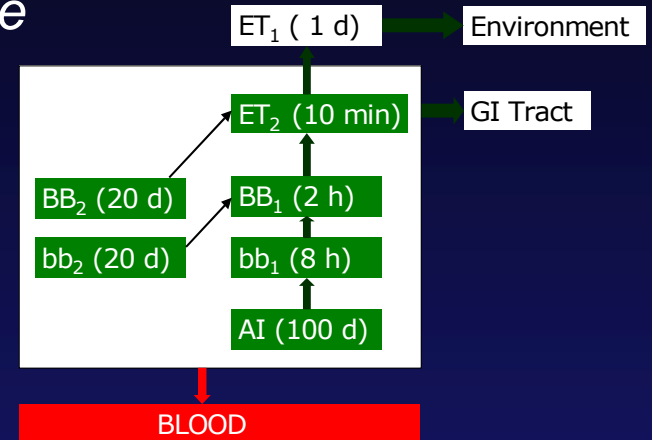 e
ET₁ ( 1 d) Environment
ET₂ (10 min) GI Tract
BB₂ (20 d) BB₁ (2 h)
bb₂ (20 d) bb₁ (8 h)
AI (100 d)
BLOOD